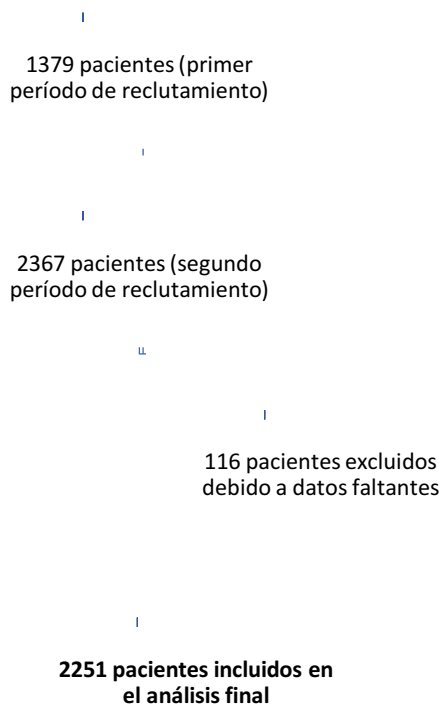 1379 pacientes (primer
período de reclutamiento)
2367 pacientes (segundo
período de reclutamiento)
116 pacientes excluidos
debido a datos faltantes
2251 pacientes incluidos en
el análisis final